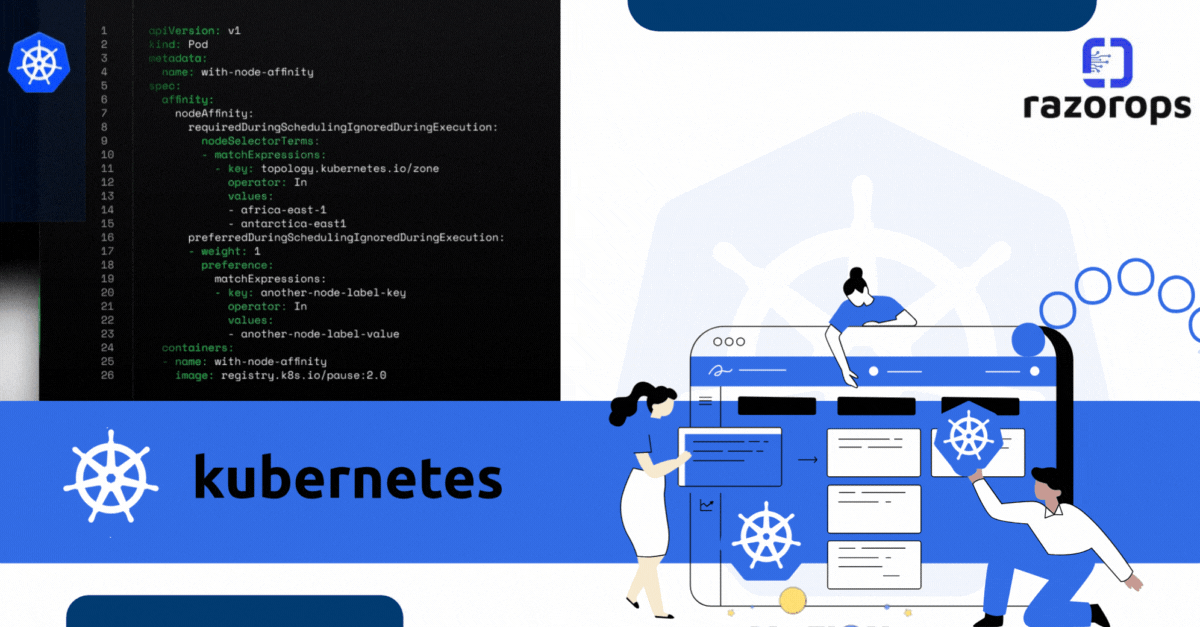 1 apiVersion: v1
2 kind: Pod
3 metadata:
4   name: with-node-affinity
5 spec:
6   affinity:
7     nodeAffinity:
8       requiredDuringSchedulingIgnoredDuringExecution:
9         nodeSelectorTerms:
10         - matchExpressions:
11           - key: topology.kubernetes.io/zone
12             operator: In
13             values:
14             - africa-east-1
15             - antarctica-east1
16       preferredDuringSchedulingIgnoredDuringExecution:
17       - weight: 1
18         preference:
19           matchExpressions:
20           - key: another-node-label-key
21             operator: In
22             values:
23             - another-node-label-value
24   containers:
25   - name: with-node-affinity
26     image: registry.k8s.io/pause:2.0
razorops
kubernetes